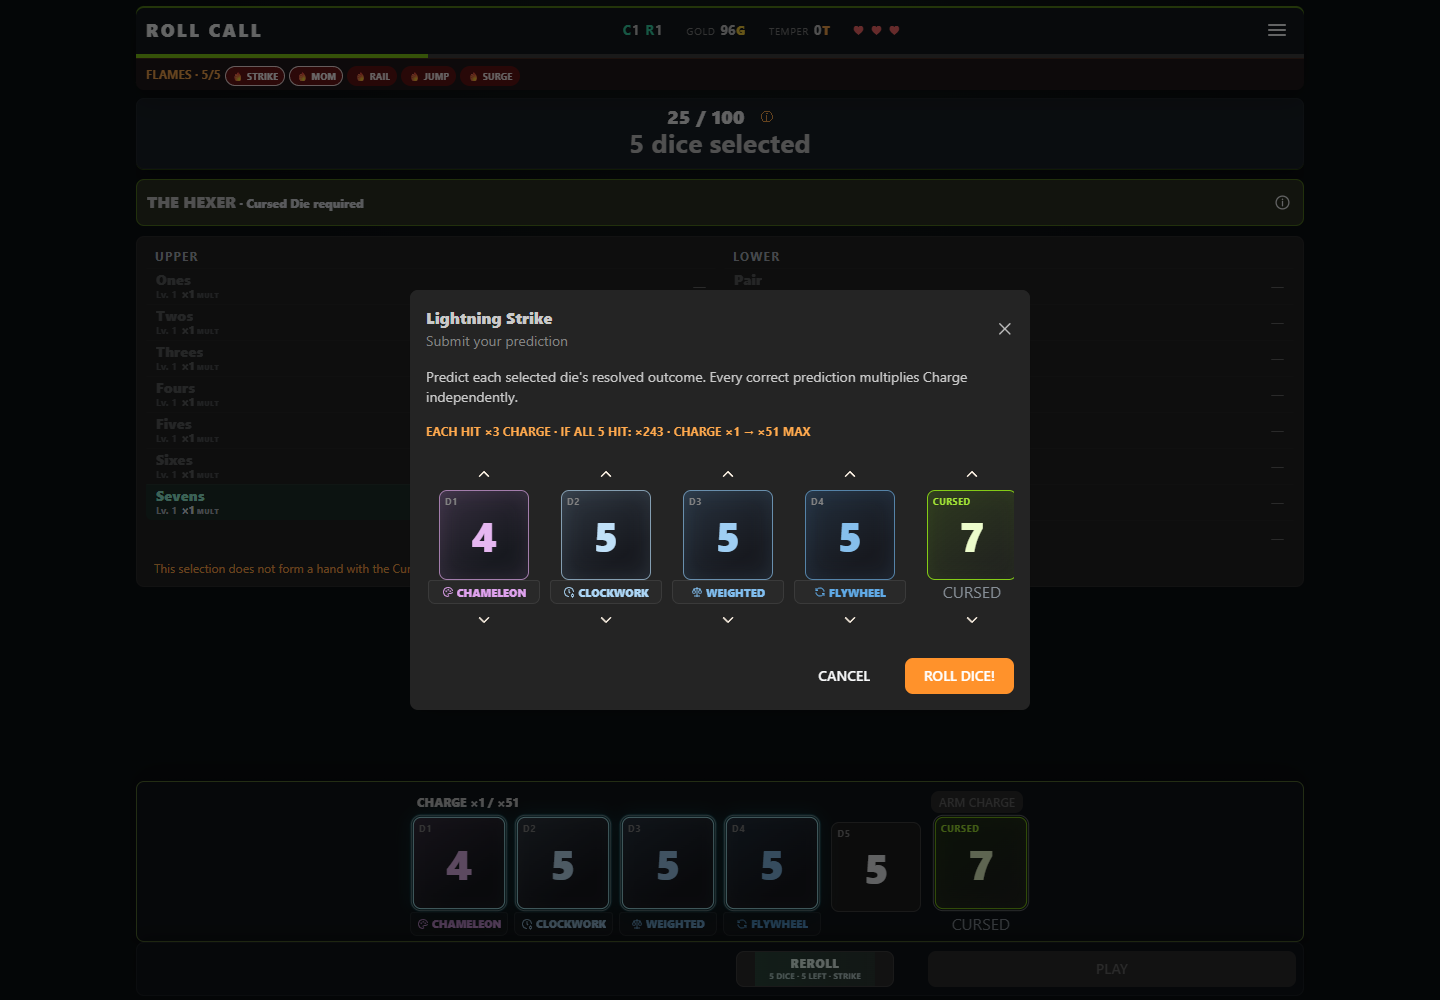 ROLL CALL
C1 R1
GOLD 96G
TEMPER 0T
FLAMES · 5/5
STRIKE
MOM
RAIL
JUMP
SURGE
25 / 100
5 dice selected
THE HEXER · Cursed Die required
UPPER
LOWER
Ones
Lv. 1 ×1 MULT
—
Pair
—
Twos
Lv. 1 ×1 MULT
—
Threes
Lv. 1 ×1 MULT
—
Fours
Lv. 1 ×1 MULT
—
Fives
Lv. 1 ×1 MULT
—
Sixes
Lv. 1 ×1 MULT
—
Sevens
Lv. 1 ×1 MULT
—
—
This selection does not form a hand with the Cur
Lightning Strike
Submit your prediction
Predict each selected die's resolved outcome. Every correct prediction multiplies Charge
independently.
EACH HIT ×3 CHARGE · IF ALL 5 HIT: ×243 · CHARGE ×1 → ×51 MAX
D1
4
CHAMELEON
D2
5
CLOCKWORK
D3
5
WEIGHTED
D4
5
FLYWHEEL
CURSED
7
CURSED
CANCEL
ROLL DICE!
CHARGE ×1 / ×51
ARM CHARGE
D1
4
CHAMELEON
D2
5
CLOCKWORK
D3
5
WEIGHTED
D4
5
FLYWHEEL
D5
5
CURSED
7
CURSED
REROLL
5 DICE · 5 LEFT · STRIKE
PLAY